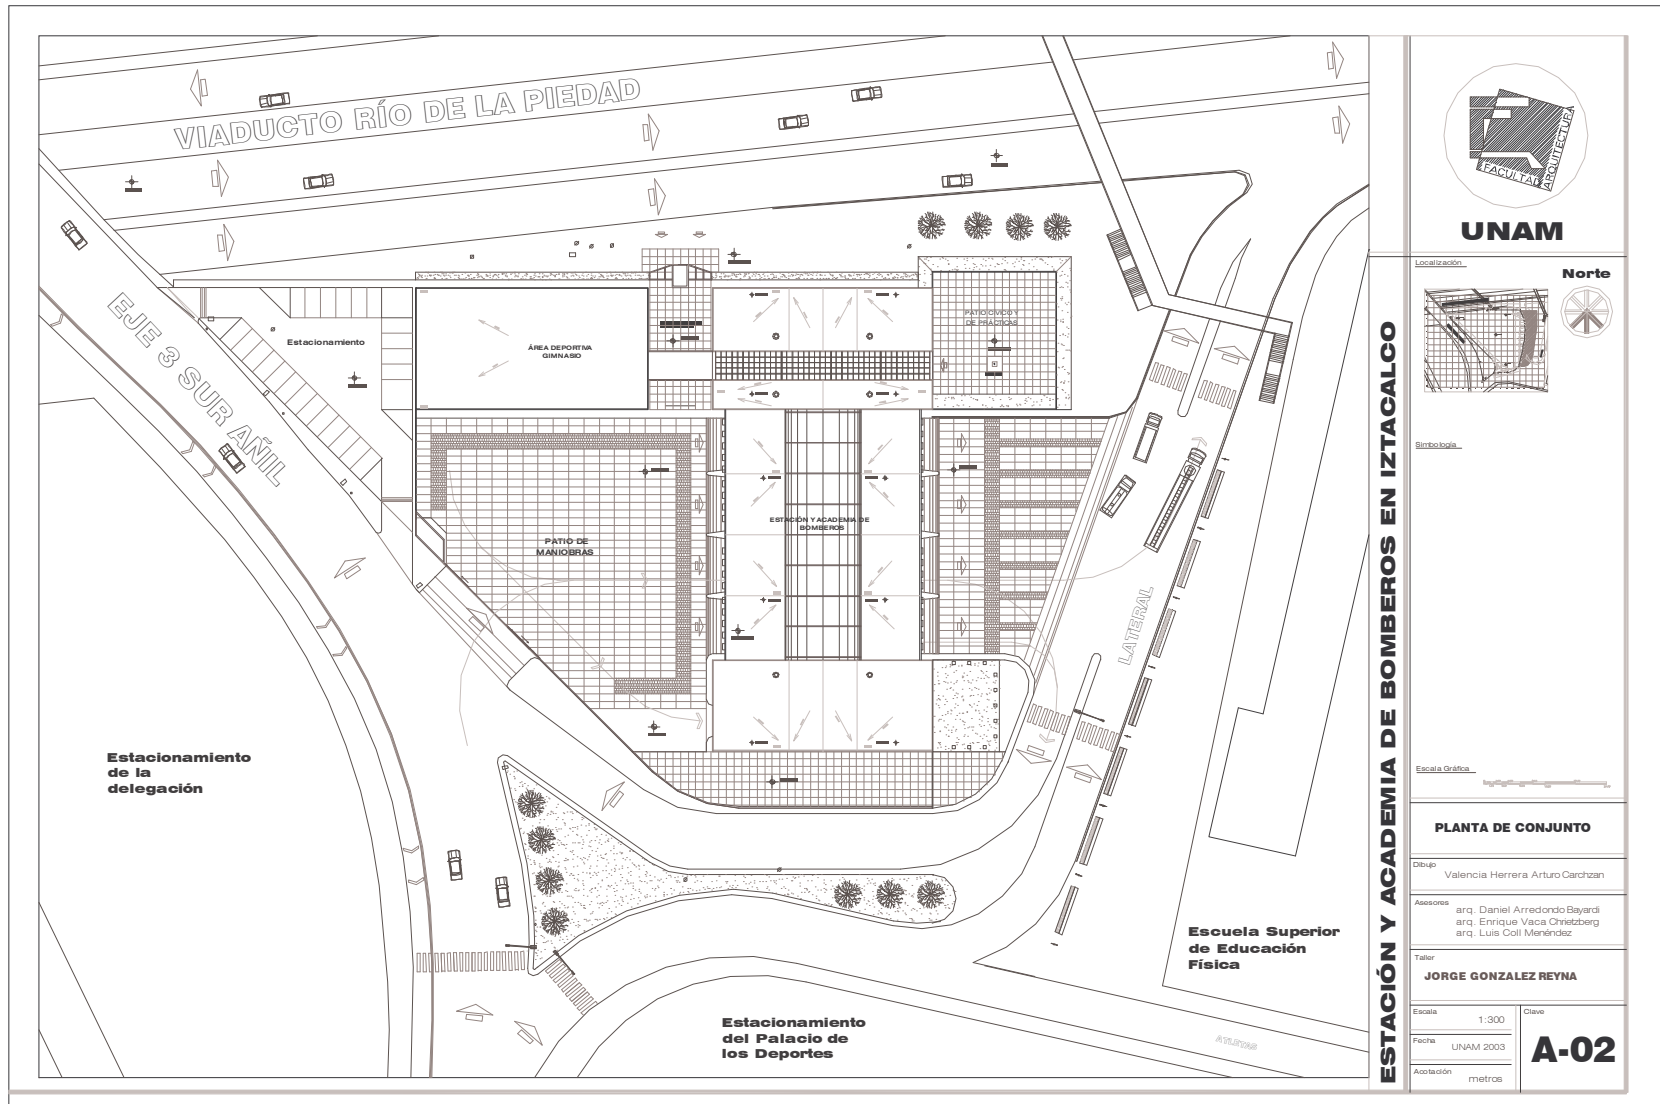 VIADUCTO RÍO DE LA PIEDAD
EJE 3 SUR AÑIL
Estacionamiento
ÁREA DEPORTIVA
GIMNASIO
PATIO CIVICO Y
DE PRÁCTICAS
PATIO DE
MANIOBRAS
ESTACIÓN Y ACADEMIA DE
BOMBEROS
LATERAL
Estacionamiento
de la
delegación
Escuela Superior
de Educación
Física
Estacionamiento
del Palacio de
los Deportes
ATLETAS
ESTACIÓN Y ACADEMIA DE BOMBEROS EN IZTACALCO
FACULTAD
ARQUITECTURA
UNAM
Localización
Norte
Simbología
Escala Gráfica
PLANTA DE CONJUNTO
Dibujo
Valencia Herrera Arturo Carchzan
Asesores
arq. Daniel Arredondo Bayardi
arq. Enrique Vaca Chrietzberg
arq. Luis Coll Menéndez
Taller
JORGE GONZALEZ REYNA
Escala
1:300
Fecha
UNAM 2003
Acotación
metros
Clave
A-02